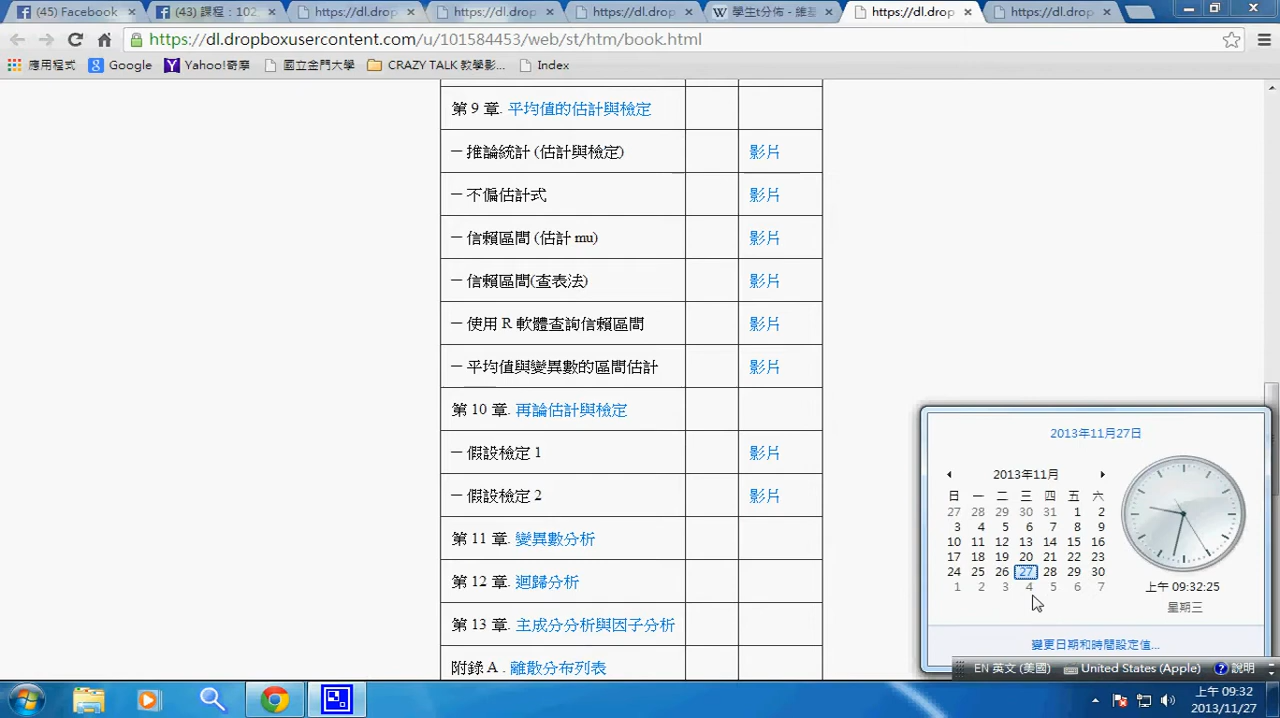 (45) Facebook
(43) 課程：102
https://dl.drop
https://dl.drop
https://dl.drop
學生t分佈 - 維基
https://dl.drop
https://dl.drop
https://dl.dropboxusercontent.com/u/101584453/web/st/htm/book.html
應用程式
Google
Yahoo!奇摩
國立金門大學
CRAZY TALK 教學影...
Index
第 9 章. 平均值的估計與檢定
— 推論統計 (估計與檢定) 影片
— 不偏估計式 影片
— 信賴區間 (估計 mu) 影片
— 信賴區間(查表法) 影片
— 使用 R 軟體查詢信賴區間 影片
— 平均值與變異數的區間估計 影片
第 10 章. 再論估計與檢定
— 假設檢定 1 影片
— 假設檢定 2 影片
第 11 章. 變異數分析
第 12 章. 迴歸分析
第 13 章. 主成分分析與因子分析
附錄 A . 離散分布列表
2013年11月27日
2013年11月
日 一 二 三 四 五 六
27 28 29 30 31 1 2
3 4 5 6 7 8 9
10 11 12 13 14 15 16
17 18 19 20 21 22 23
24 25 26 27 28 29 30
1 2 3 4 5 6 7
上午 09:32:25
星期三
變更日期和時間設定值...
EN 英文 (美國) United States (Apple) 說明
上午 09:32
2013/11/27